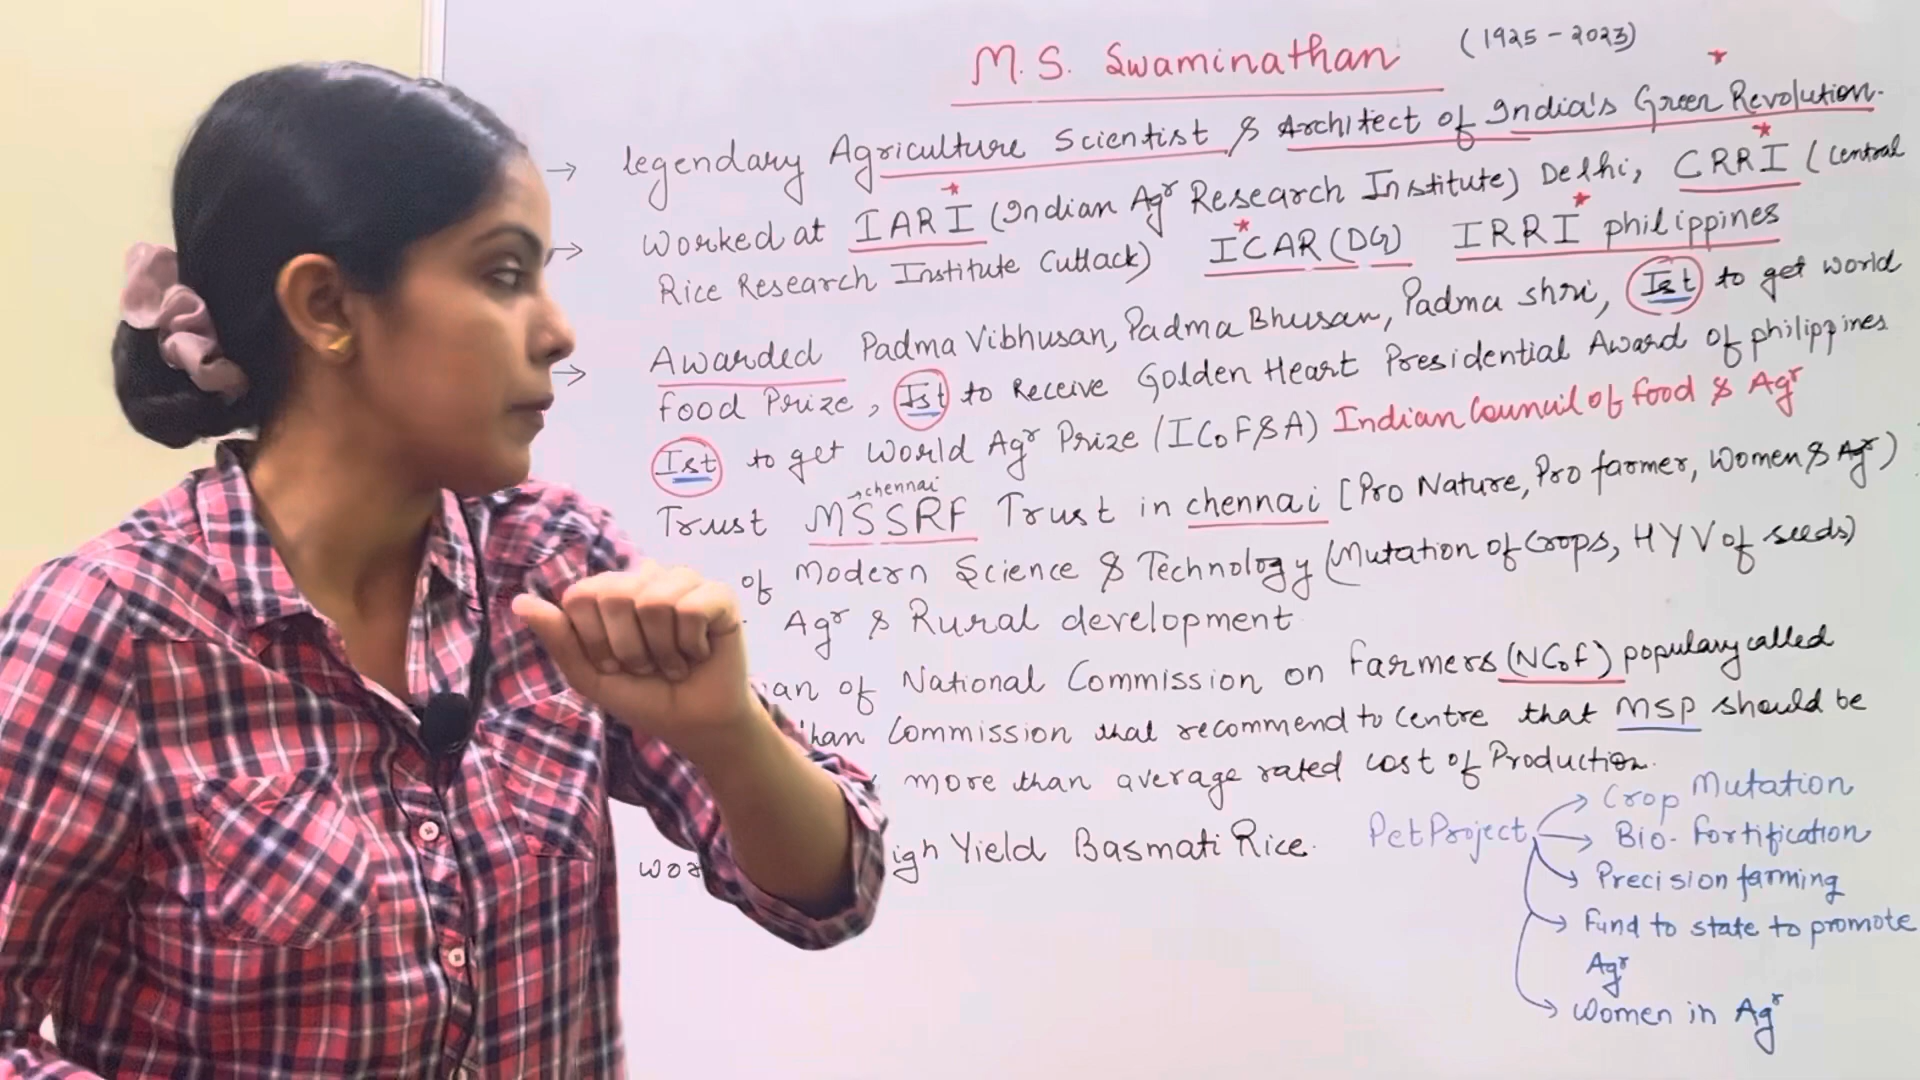 M.S. Swaminathan (1925-2023)
→ legendary Agriculture Scientist & Architect of India's Green Revolution.
→ Worked at IARI (Indian Agr Research Institute) Delhi, CRRI (Central
Rice Research Institute Cuttack) ICAR (DG) IRRI philippines
→ Awarded Padma Vibhusan, Padma Bhusan, Padma shri, Ist to get world
food Prize, Ist to Receive Golden Heart Presidential Award of philippines
Ist to get World Agr Prize (ICoF&A) Indian Council of food & Agr
→chennai
Trust MSSRF Trust in chennai [Pro Nature, Pro farmer, Women & Agr)
of Modern Science & Technology (Mutation of Crops, HYV of seeds)
Agr & Rural development
an of National Commission on Farmers (NCoF) populary called
han Commission that recommend to Centre that MSP should be
more than average rated cost of Production.
igh Yield Basmati Rice.
Pet Project
→ Crop Mutation
→ Bio-fortification
→ Precision farming
→ Fund to state to promote
Agr
→ Women in Agr